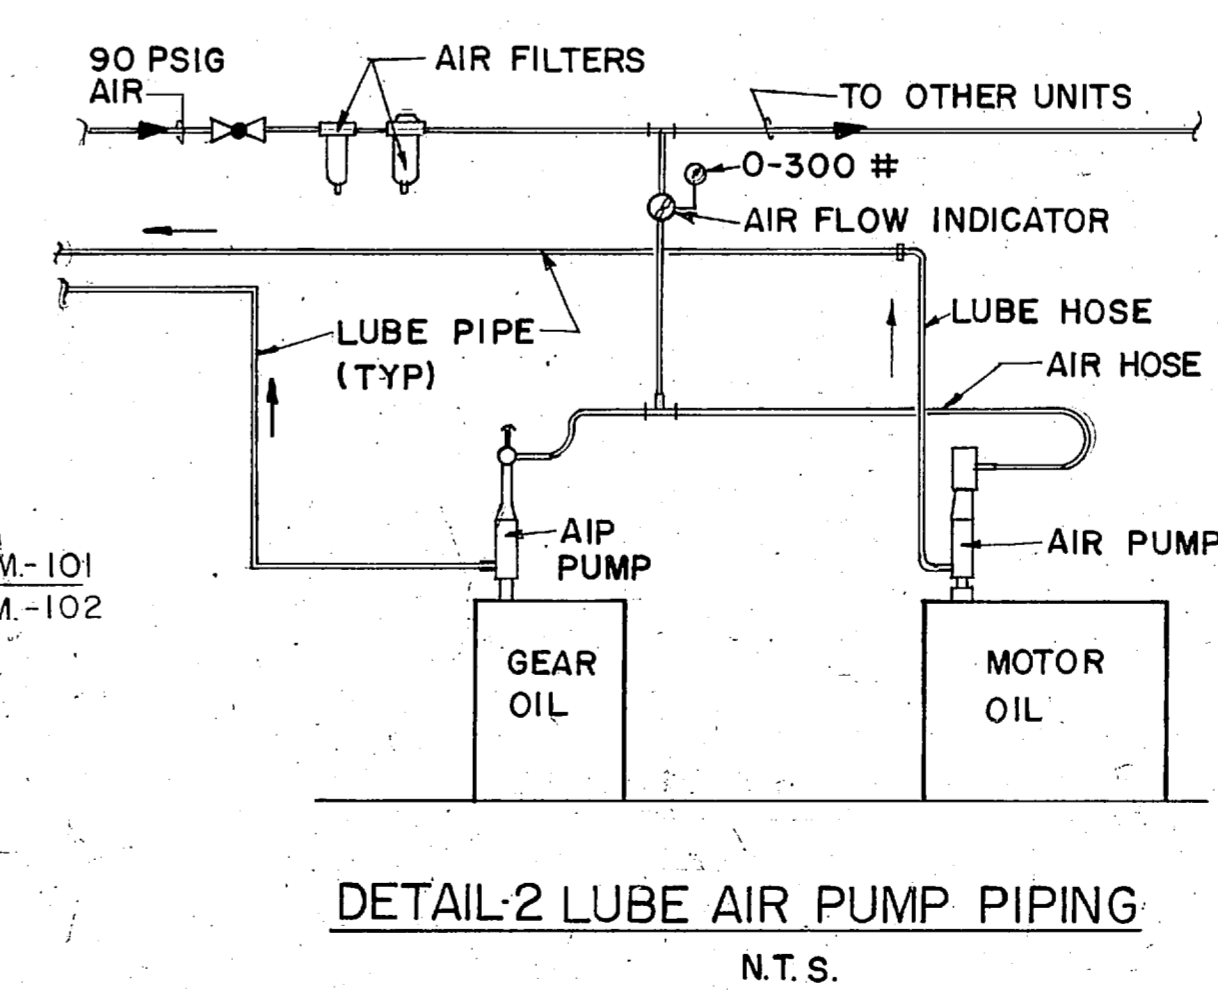 90 PSIG
AIR
AIR FILTERS
TO OTHER UNITS
0-300 #
AIR FLOW INDICATOR
LUBE PIPE
(TYP)
LUBE HOSE
AIR HOSE
AIP
PUMP
AIR PUMP
M.-101
M.-102
GEAR
OIL
MOTOR
OIL
DETAIL-2 LUBE AIR PUMP PIPING
N.T.S.